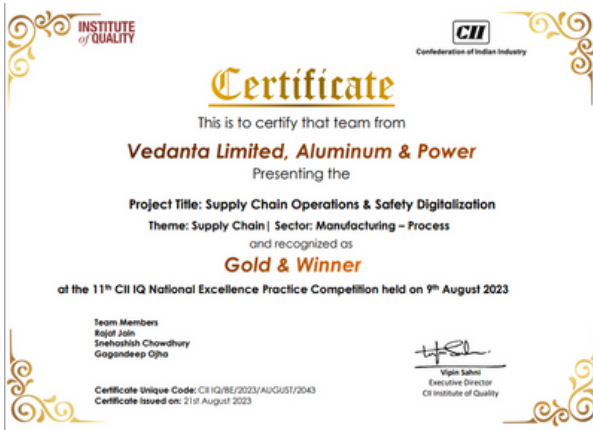 INSTITUTE
of QUALITY
CII
Confederation of Indian Industry
Certificate
This is to certify that team from
Vedanta Limited, Aluminum & Power
Presenting the
Project Title: Supply Chain Operations & Safety Digitalization
Theme: Supply Chain| Sector: Manufacturing – Process
and recognized as
Gold & Winner
at the 11th CII IQ National Excellence Practice Competition held on 9th August 2023
Team Members
Rajat Jain
Snehashish Chowdhury
Gagandeep Ojha
Vipin Sahni
Executive Director
CII Institute of Quality
Certificate Unique Code: CII IQ/BE/2023/AUGUST/2043
Certificate Issued on: 21st August 2023